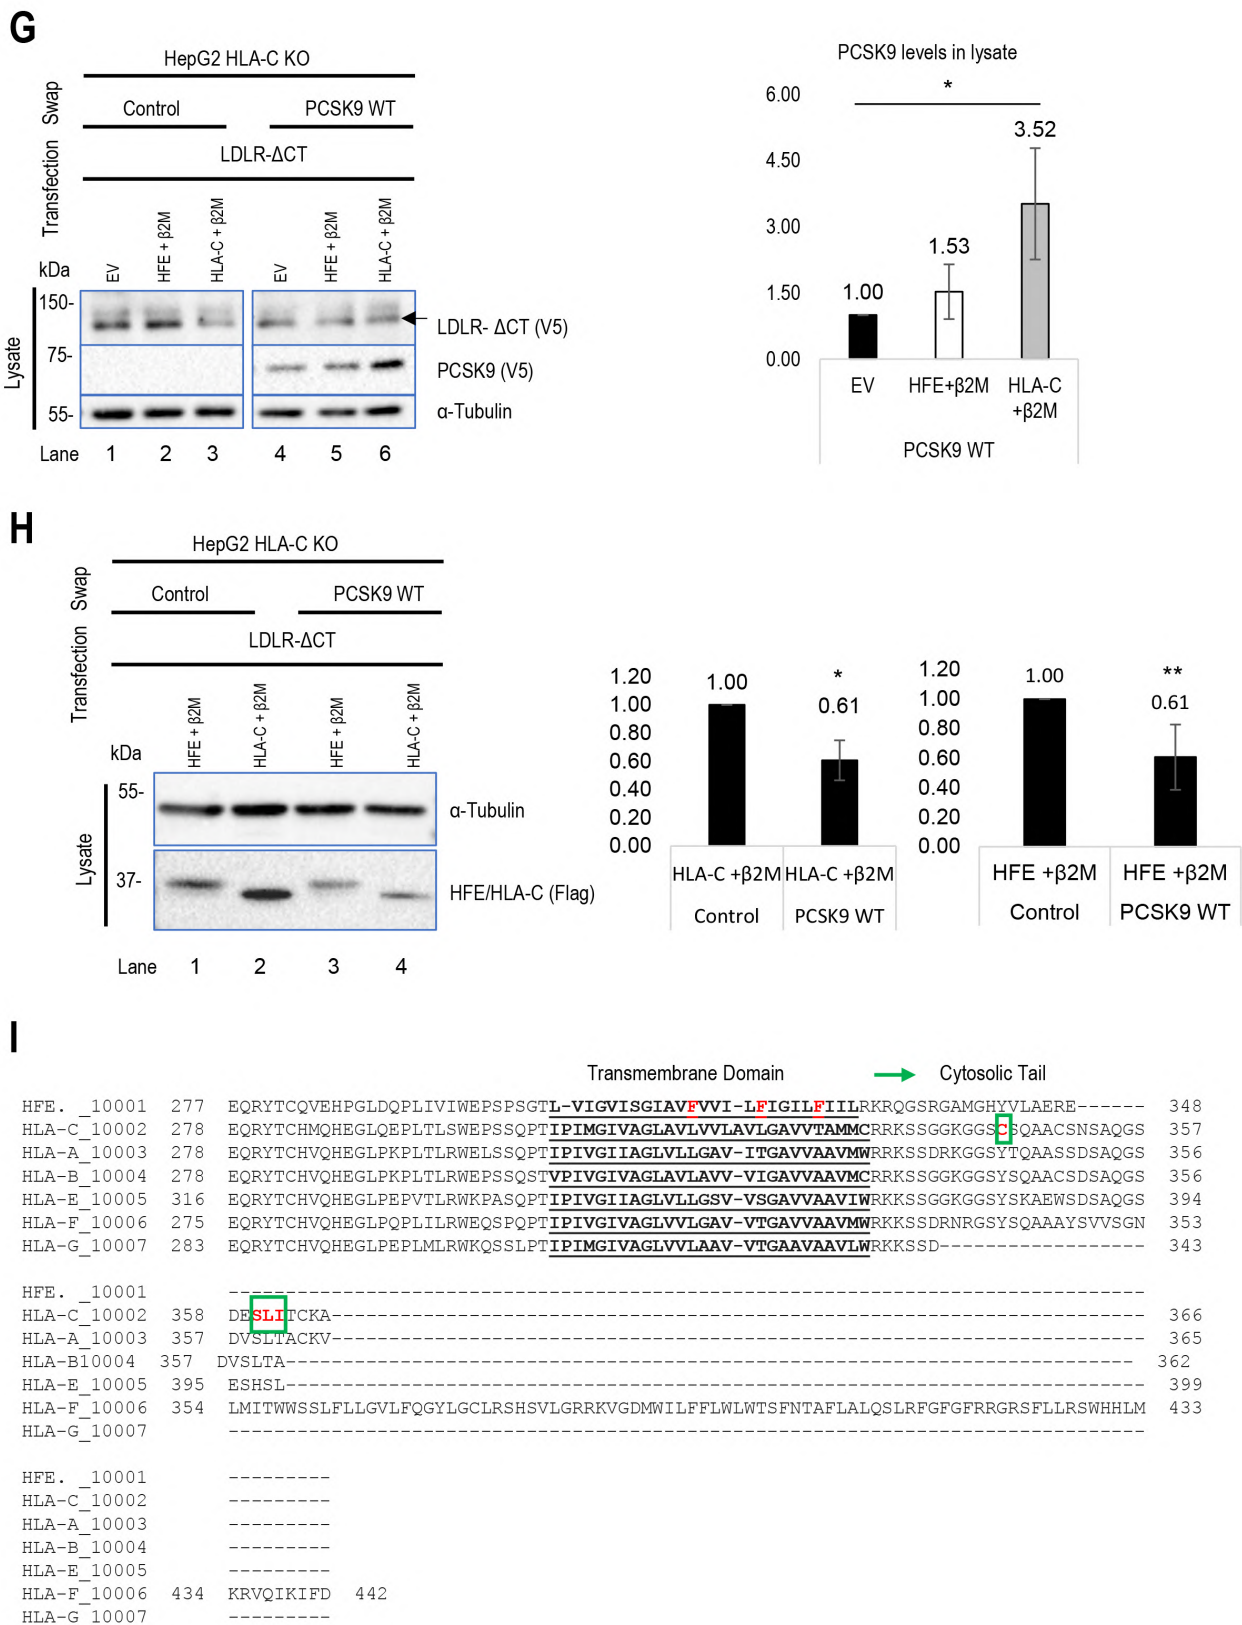 G
HepG2 HLA-C KO
Swap
Control
PCSK9 WT
Transfection
LDLR-ΔCT
EV
HFE + β2M
HLA-C + β2M
EV
HFE + β2M
HLA-C + β2M
kDa
150-
75-
55-
Lysate
LDLR- ΔCT (V5)
PCSK9 (V5)
α-Tubulin
Lane 1 2 3 4 5 6
PCSK9 levels in lysate
*
6.00
4.50
3.00
1.50
0.00
1.00
1.53
3.52
EV
HFE+β2M
HLA-C +β2M
PCSK9 WT
H
HepG2 HLA-C KO
Swap
Control
PCSK9 WT
Transfection
LDLR-ΔCT
HFE + β2M
HLA-C + β2M
HFE + β2M
HLA-C + β2M
kDa
55-
37-
Lysate
α-Tubulin
HFE/HLA-C (Flag)
Lane 1 2 3 4
1.20
1.00
0.80
0.60
0.40
0.20
0.00
1.00
*
0.61
HLA-C +β2M HLA-C +β2M
Control PCSK9 WT
1.20
1.00
0.80
0.60
0.40
0.20
0.00
1.00
**
0.61
HFE +β2M HFE +β2M
Control PCSK9 WT
I
Transmembrane Domain Cytosolic Tail
HFE. _10001 277 EQRYTCQVEHPGLDQPLIVIWEPSPSGTL-VIGVISGIAVFVVI-LFIGILFIILRKRQGSRGAMGHYVLAERE------ 348
HLA-C_10002 278 EQRYTCHMQHEGLQEPLTLSWEPSSQPTIPIMGIVAGLAVLVVLAVLGAVVTAMMCRRKSSGGKGGSCSQAACSNSAQGS 357
HLA-A_10003 278 EQRYTCHVQHEGLPKPLTLRWELSSQPTIPIVGIIAGLVLLGAV-ITGAVVAAVMWRRKSSDRKGGSYTQAASSDSAQGS 356
HLA-B_10004 278 EQRYTCHVQHEGLPKPLTLRWEPSSQSTVPIVGIVAGLAVLAVV-VIGAVVAAVMCRRKSSGGKGGSYSQAACSDSAQGS 356
HLA-E_10005 316 EQRYTCHVQHEGLPEPVTLRWKPASQPTIPIVGIIAGLVLLGSV-VSGAVVAAVIWRKKSSGGKGGSYSKAEWSDSAQGS 394
HLA-F_10006 275 EQRYTCHVQHEGLPQPLILRWEQSPQPTIPIVGIVAGLVVLGAV-VTGAVVAAVMWRKKSSDRNRGSYSQAAAYSVVSGN 353
HLA-G_10007 283 EQRYTCHVQHEGLPEPLMLRWKQSSLPTIPIMGIVAGLVVLAAV-VTGAAVAAVLWRKKSSD------------------ 343
HFE. _10001 --------------------------------------------------------------------------------
HLA-C_10002 358 DESLITCKA----------------------------------------------------------------------- 366
HLA-A_10003 357 DVSLTACKV----------------------------------------------------------------------- 365
HLA-B10004 357 DVSLTA-------------------------------------------------------------------------- 362
HLA-E_10005 395 ESHSL--------------------------------------------------------------------------- 399
HLA-F_10006 354 LMITWWSSLFLLGVLFQGYLGCLRSHSVLGRRKVGDMWILFFLWLWTSFNTAFLALQSLRFGFGFRRGRSFLLRSWHHLM 433
HLA-G_10007 --------------------------------------------------------------------------------
HFE. _10001 ---------
HLA-C_10002 ---------
HLA-A_10003 ---------
HLA-B_10004 ---------
HLA-E_10005 ---------
HLA-F_10006 434 KRVQIKIFD 442
HLA-G 10007 ---------